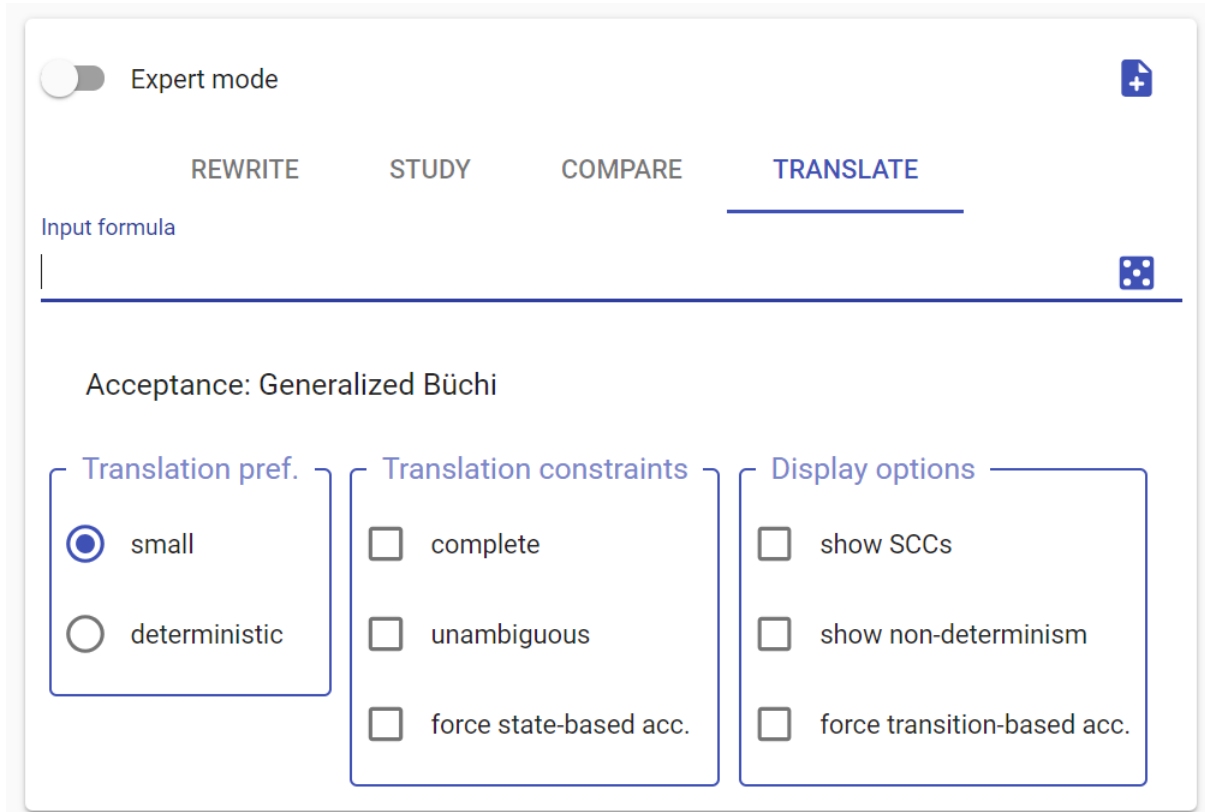 Expert mode
REWRITE STUDY COMPARE TRANSLATE
Input formula
Acceptance: Generalized Büchi
Translation pref. Translation constraints Display options
small complete show SCCs
deterministic unambiguous show non-determinism
force state-based acc. force transition-based acc.